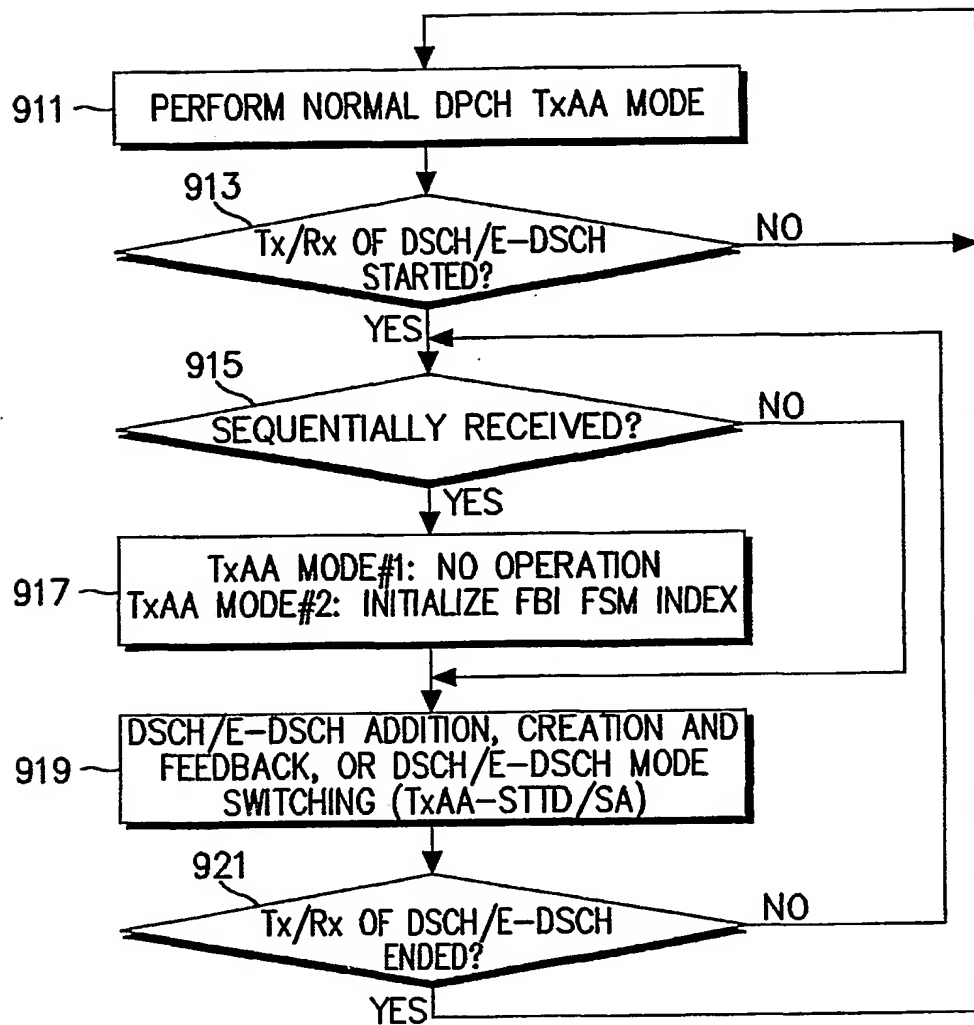 911
PERFORM NORMAL DPCH TxAA MODE
913
Tx/Rx OF DSCH/E-DSCH
STARTED?
NO
YES
915
SEQUENTIALLY RECEIVED?
NO
YES
917
TxAA MODE#1: NO OPERATION
TxAA MODE#2: INITIALIZE FBI FSM INDEX
919
DSCH/E-DSCH ADDITION, CREATION AND
FEEDBACK, OR DSCH/E-DSCH MODE
SWITCHING (TxAA-STTD/SA)
921
Tx/Rx OF DSCH/E-DSCH
ENDED?
NO
YES